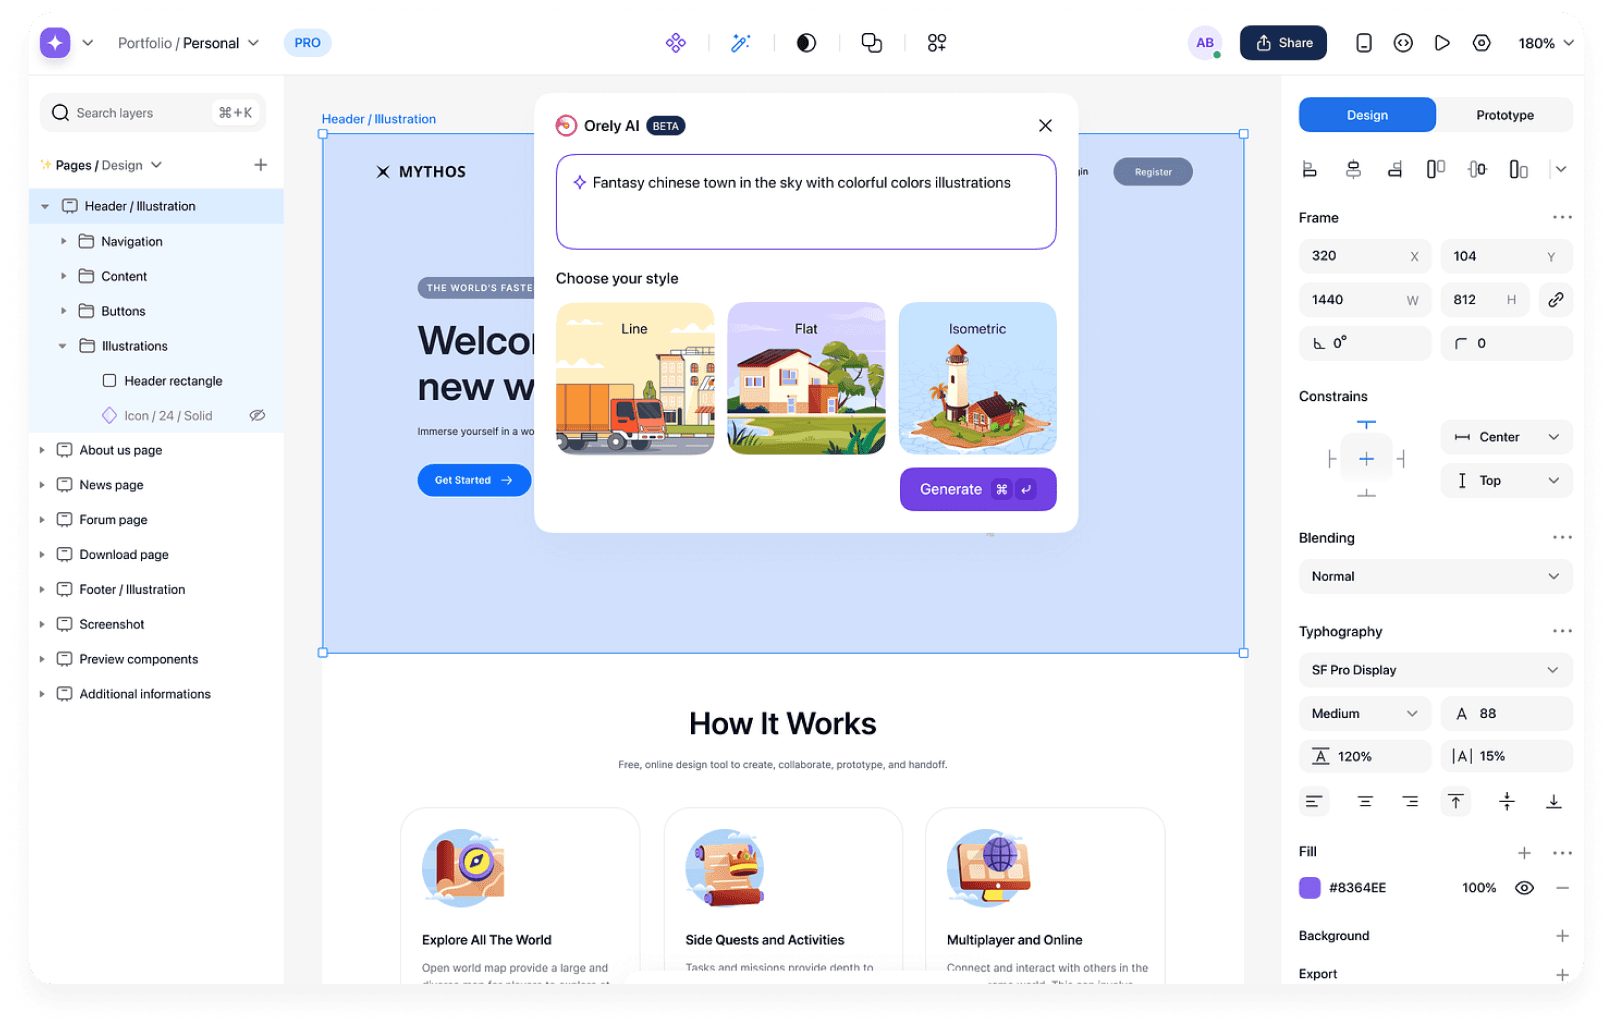 Portfolio / Personal
PRO
AB
Share
180%
Search layers
⌘+K
Pages / Design
Header / Illustration
Navigation
Content
Buttons
Illustrations
Header rectangle
Icon / 24 / Solid
About us page
News page
Forum page
Download page
Footer / Illustration
Screenshot
Preview components
Additional informations
Header / Illustration
MYTHOS
Register
THE WORLD'S
Immerse yourself in a
new
Get Started
Orely AI BETA
Fantasy chinese town in the sky with colorful colors illustrations
Choose your style
Line
Flat
Isometric
Generate ⌘
How It Works
Free, online design tool to create, collaborate, prototype, and handoff.
Explore All The World
Open world map provide a large and
Side Quests and Activities
Tasks and missions provide depth to
Multiplayer and Online
Connect and interact with others in the
Design
Prototype
Frame
320 X
104 Y
1440 W
812 H
0°
0
Constrains
Center
Top
Blending
Normal
Typhography
SF Pro Display
Medium
A 88
A 120%
|A| 15%
Fill
#8364EE 100%
Background
Export